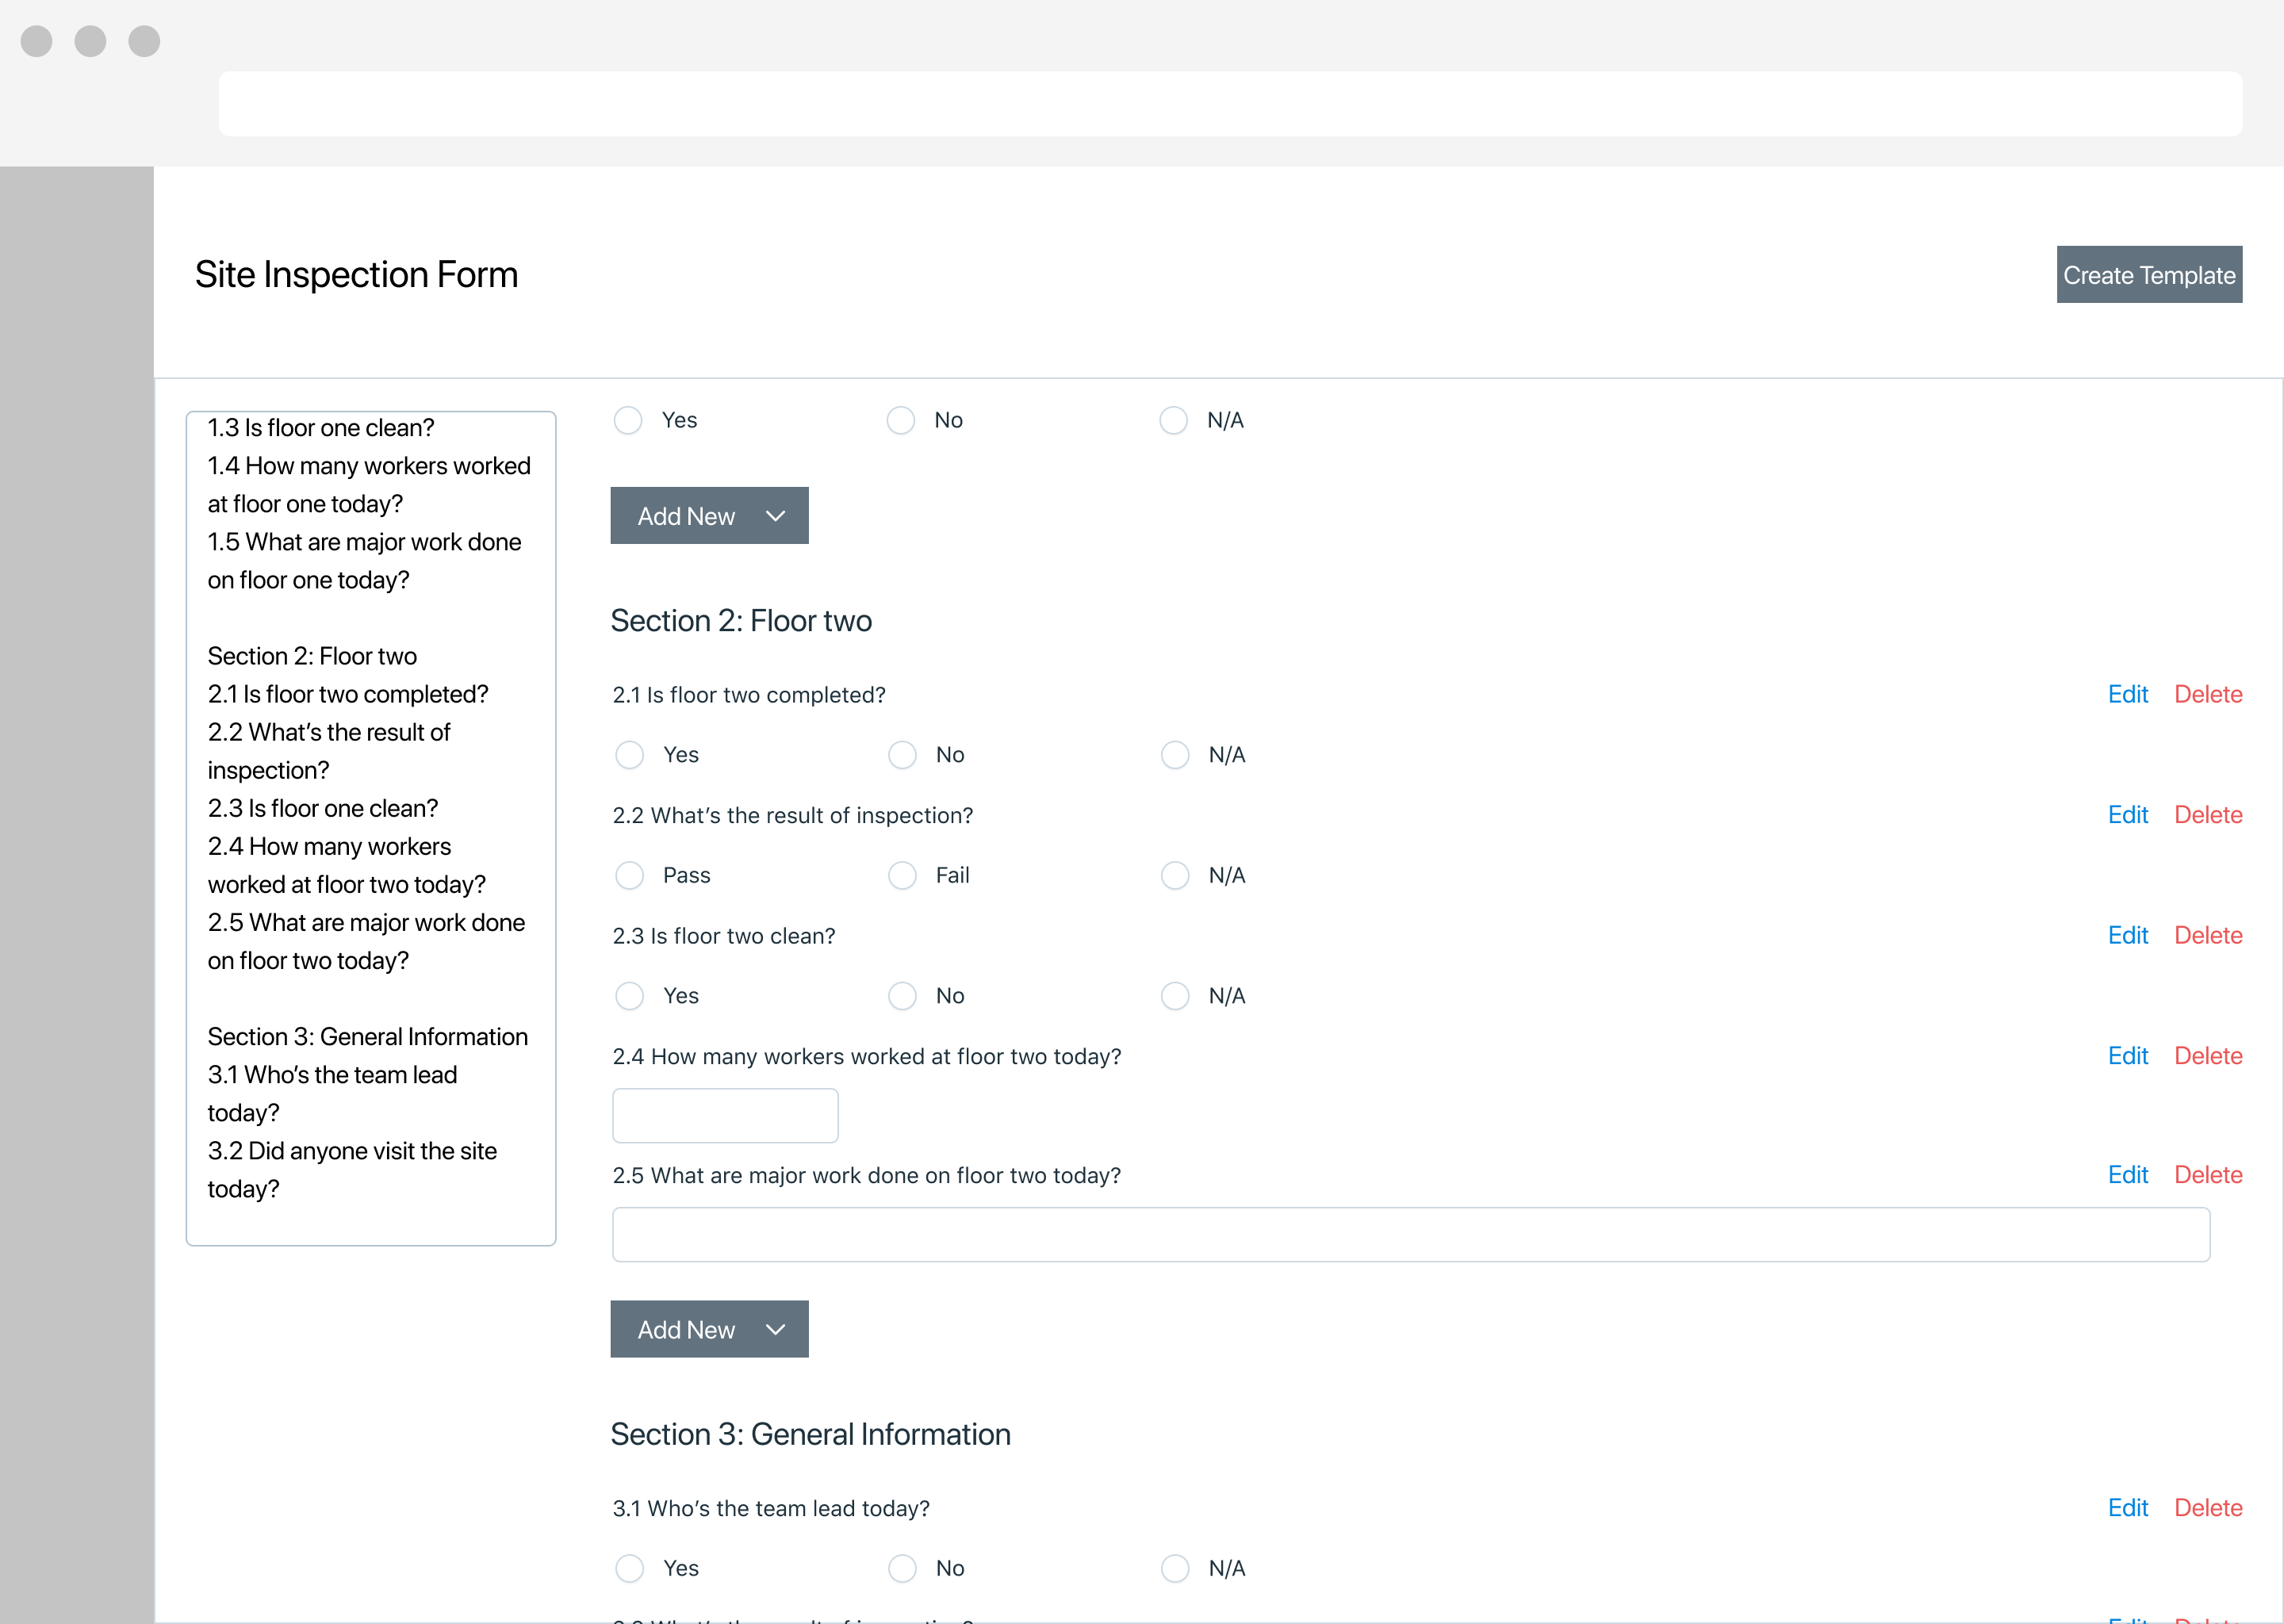 Site Inspection Form
Create Template
1.3 Is floor one clean?
1.4 How many workers worked
at floor one today?
1.5 What are major work done
on floor one today?
Section 2: Floor two
2.1 Is floor two completed?
2.2 What’s the result of
inspection?
2.3 Is floor one clean?
2.4 How many workers
worked at floor two today?
2.5 What are major work done
on floor two today?
Section 3: General Information
3.1 Who’s the team lead
today?
3.2 Did anyone visit the site
today?
Yes No N/A
Add New
Section 2: Floor two
2.1 Is floor two completed? Edit Delete
Yes No N/A
2.2 What’s the result of inspection? Edit Delete
Pass Fail N/A
2.3 Is floor two clean? Edit Delete
Yes No N/A
2.4 How many workers worked at floor two today? Edit Delete
2.5 What are major work done on floor two today? Edit Delete
Add New
Section 3: General Information
3.1 Who’s the team lead today? Edit Delete
Yes No N/A